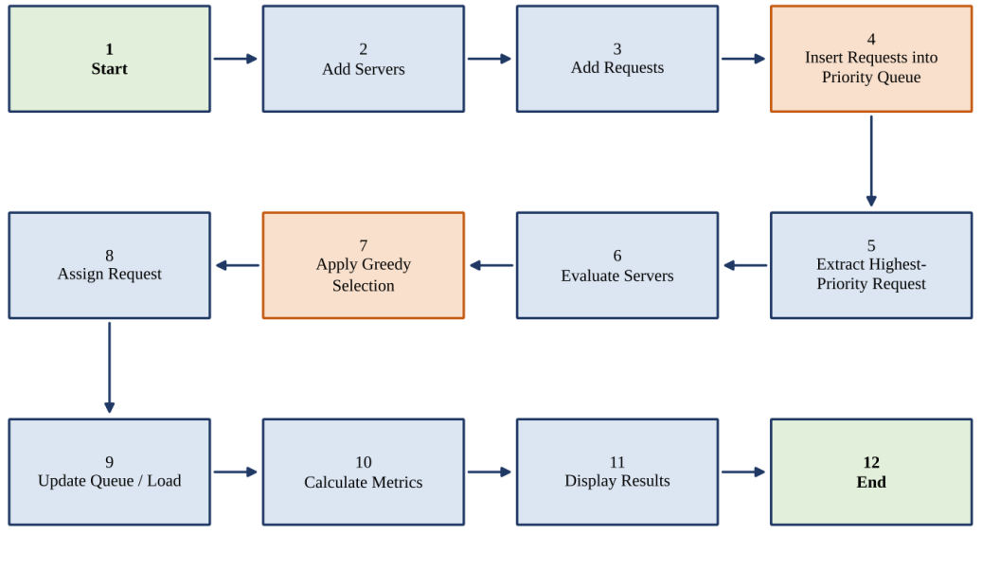 1
Start
2
Add Servers
3
Add Requests
4
Insert Requests into
Priority Queue
5
Extract Highest-
Priority Request
6
Evaluate Servers
7
Apply Greedy
Selection
8
Assign Request
9
Update Queue / Load
10
Calculate Metrics
11
Display Results
12
End